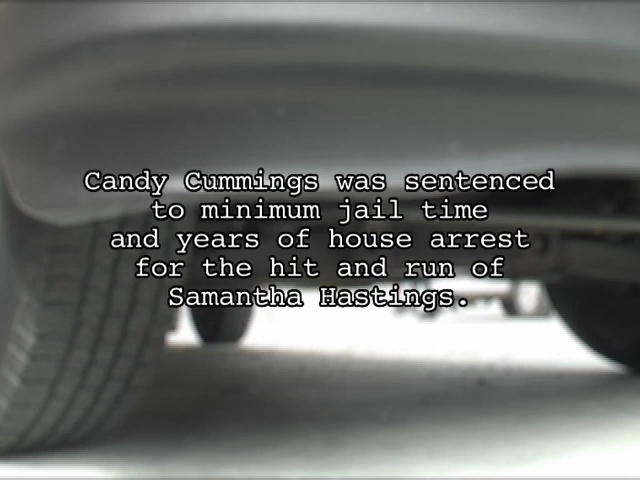 Candy Cummings was sentenced
to minimum jail time
and years of house arrest
for the hit and run of
Samantha Hastings.